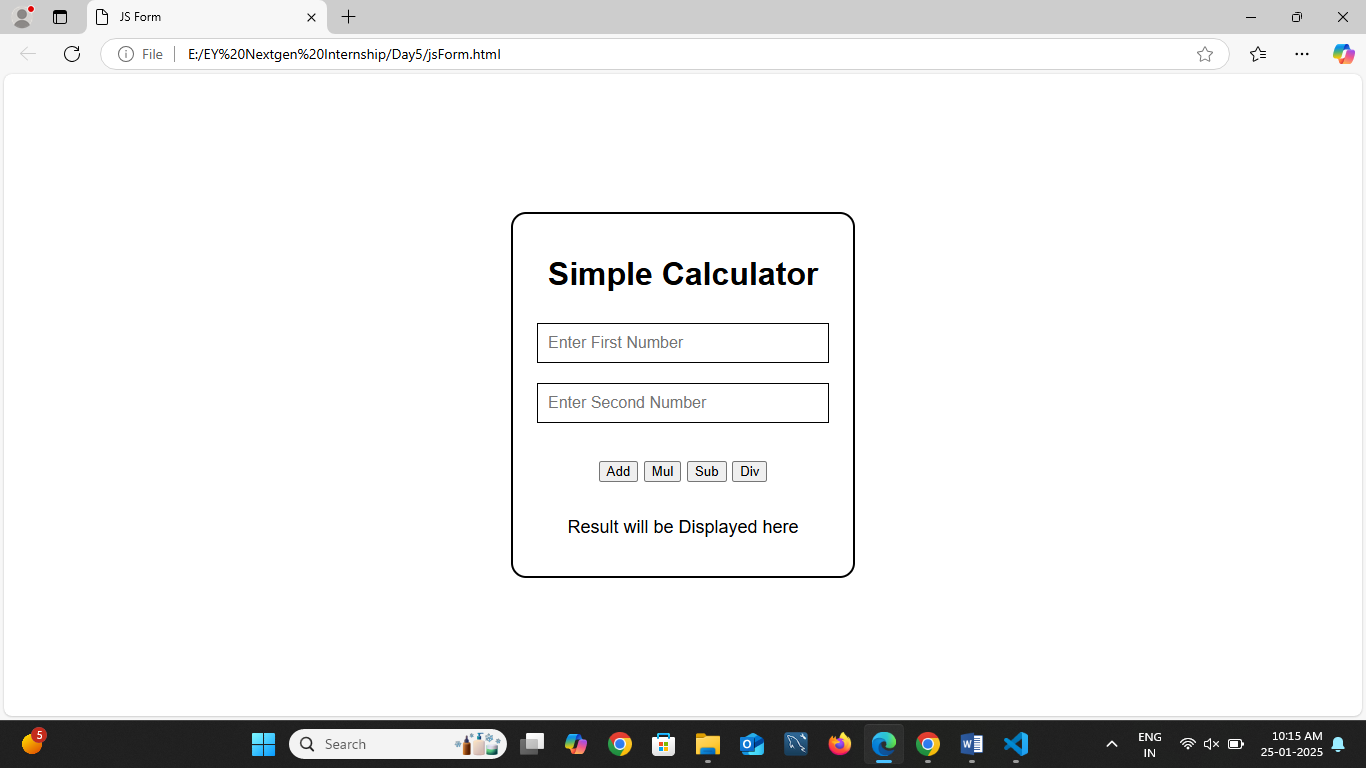 JS Form
File
E:/EY%20Nextgen%20Internship/Day5/jsForm.html
Simple Calculator
Enter First Number
Enter Second Number
Add Mul Sub Div
Result will be Displayed here
5
Search
ENG
IN
10:15 AM
25-01-2025